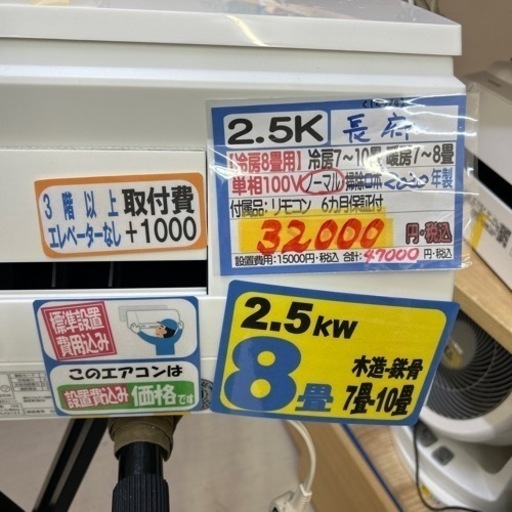 2.5K 長府
【冷房8畳用】冷房7～10畳 暖房7～8畳
単相100V ノーマル 年製
付属品:リモコン 6カ月保証付
32000 円・税込
設置費用:15000円・税込 合計:47000円・税込
3階以上
エレベーターなし
取付費
+1000
標準設置
費用込み
このエアコンは
設置費込み価格です
2.5kW
8畳
木造-鉄骨
7畳-10畳